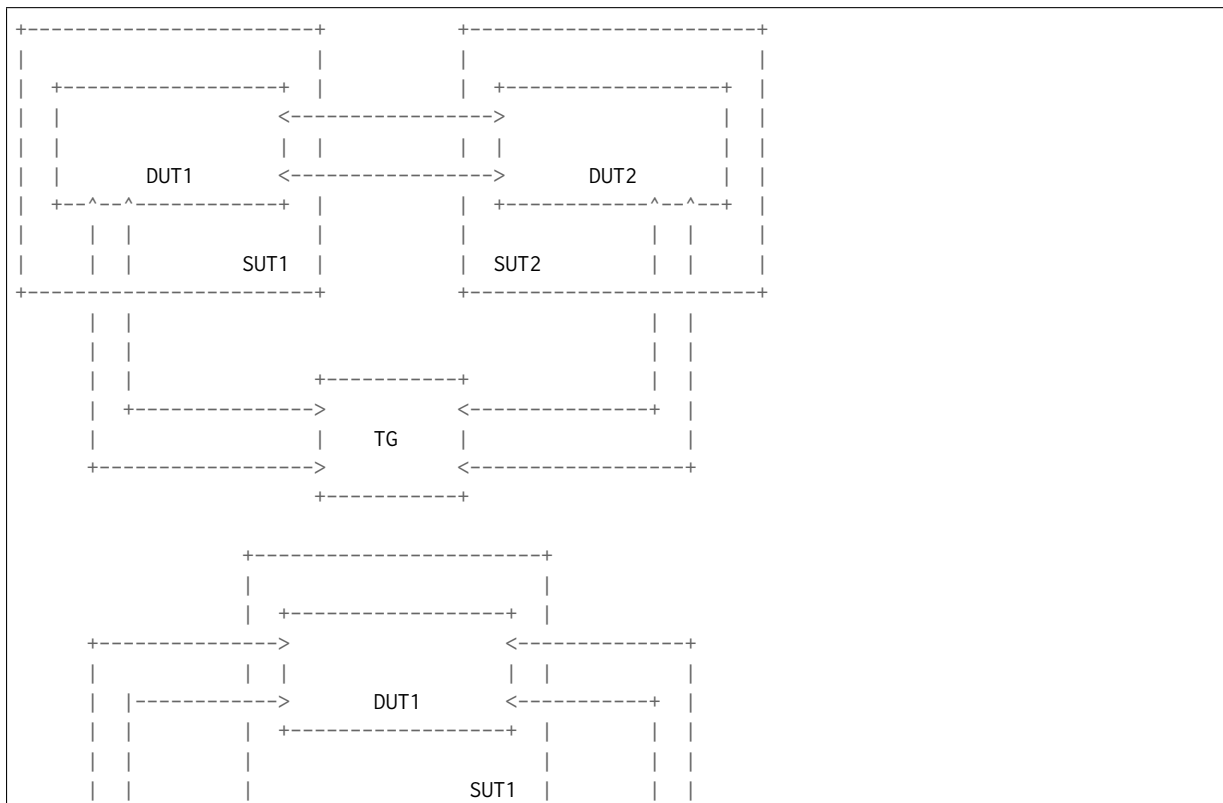 +-------------------------+           +-------------------------+
|                         |           |                         |
|  +-------------------+  |           |  +-------------------+  |
|  |                   <----------------->                   |  |
|  |                   |  |           |  |                   |  |
|  |       DUT1        <----------------->       DUT2        |  |
|  +--^--^-------------+  |           |  +-------------^--^--+  |
|     |  |                |           |                |  |     |
|     |  |         SUT1   |           |  SUT2          |  |     |
+-------------------------+           +-------------------------+
      |  |                                            |  |
      |  |                                            |  |
      |  |               +-----------+                |  |
      |  +--------------->           <----------------+  |
      |                  |    TG     |                   |
      +------------------>           <-------------------+
                         +-----------+
                   +-------------------------+
                   |                         |
                   |  +-------------------+  |
      +--------------->                   <--------------+
      |            |  |                   |  |           |
      |  |------------>       DUT1        <-----------+  |
      |  |         |  +-------------------+  |        |  |
      |  |         |                         |        |  |
      |  |         |                  SUT1   |        |  |